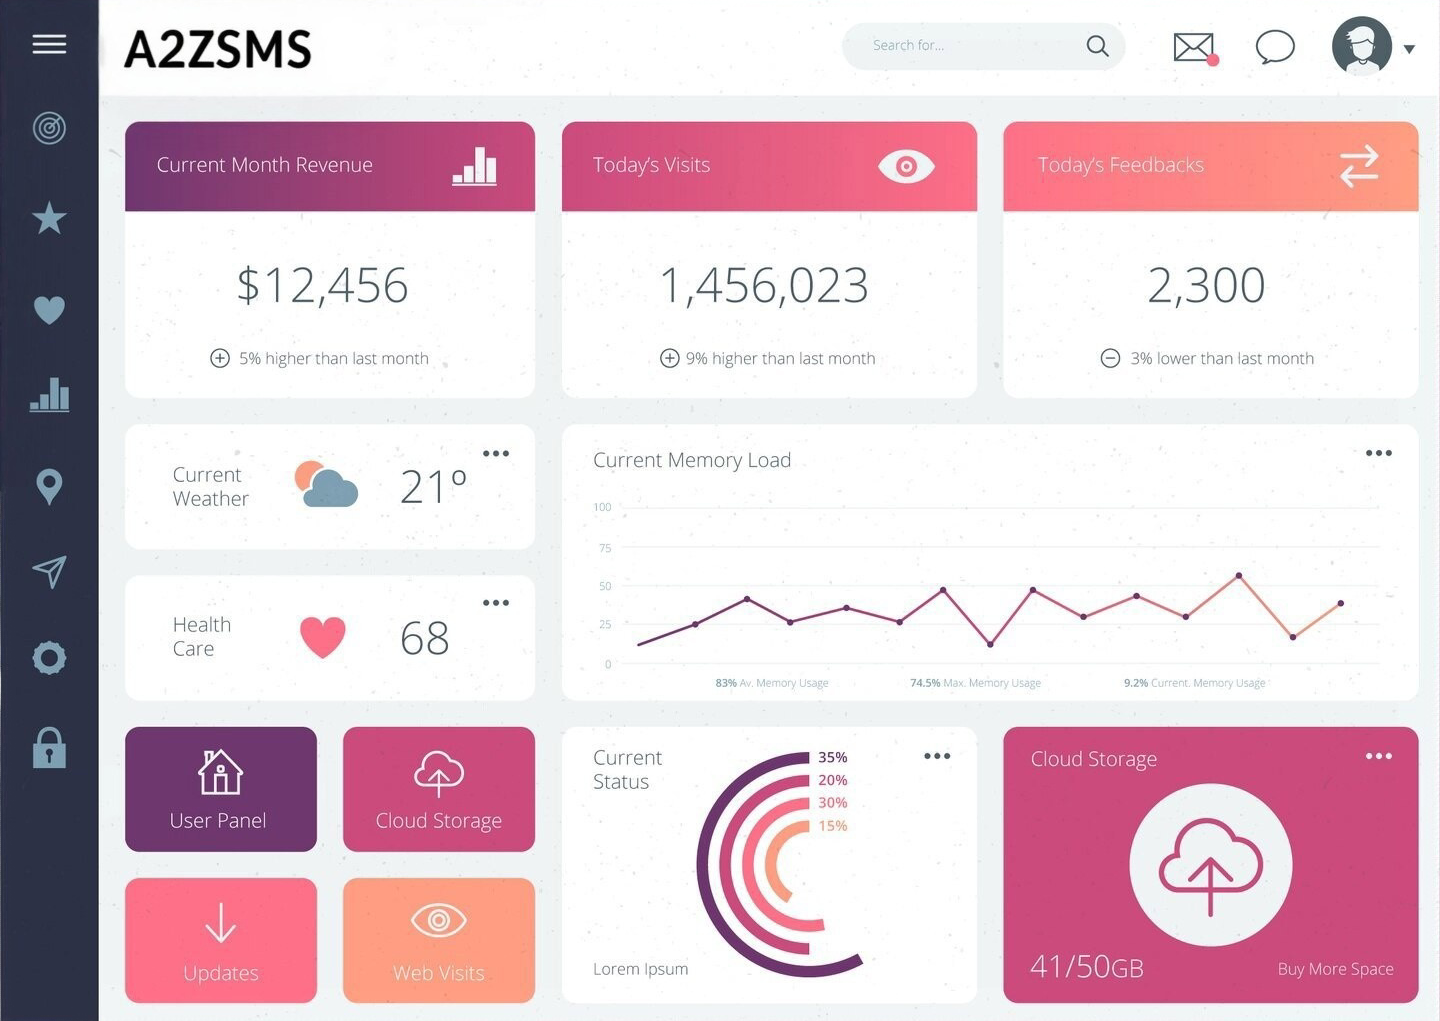 A2ZSMS
Search for...
Current Month Revenue
$12,456
5% higher than last month
Today's Visits
1,456,023
9% higher than last month
Today's Feedbacks
2,300
3% lower than last month
Current
Weather
21º
Health
Care
68
Current Memory Load
100
75
50
25
0
83% Av. Memory Usage
74.5% Max. Memory Usage
9.2% Current. Memory Usage
User Panel
Cloud Storage
Updates
Web Visits
Current
Status
35%
20%
30%
15%
Lorem Ipsum
Cloud Storage
41/50GB
Buy More Space